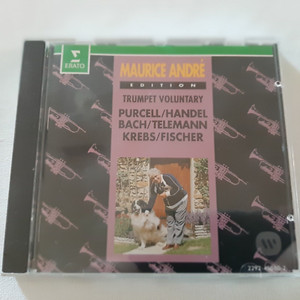 ERATO
MAURICE ANDRÉ
EDITION
TRUMPET VOLUNTARY
PURCELL/HANDEL
BACH/TELEMANN
KREBS/FISCHER